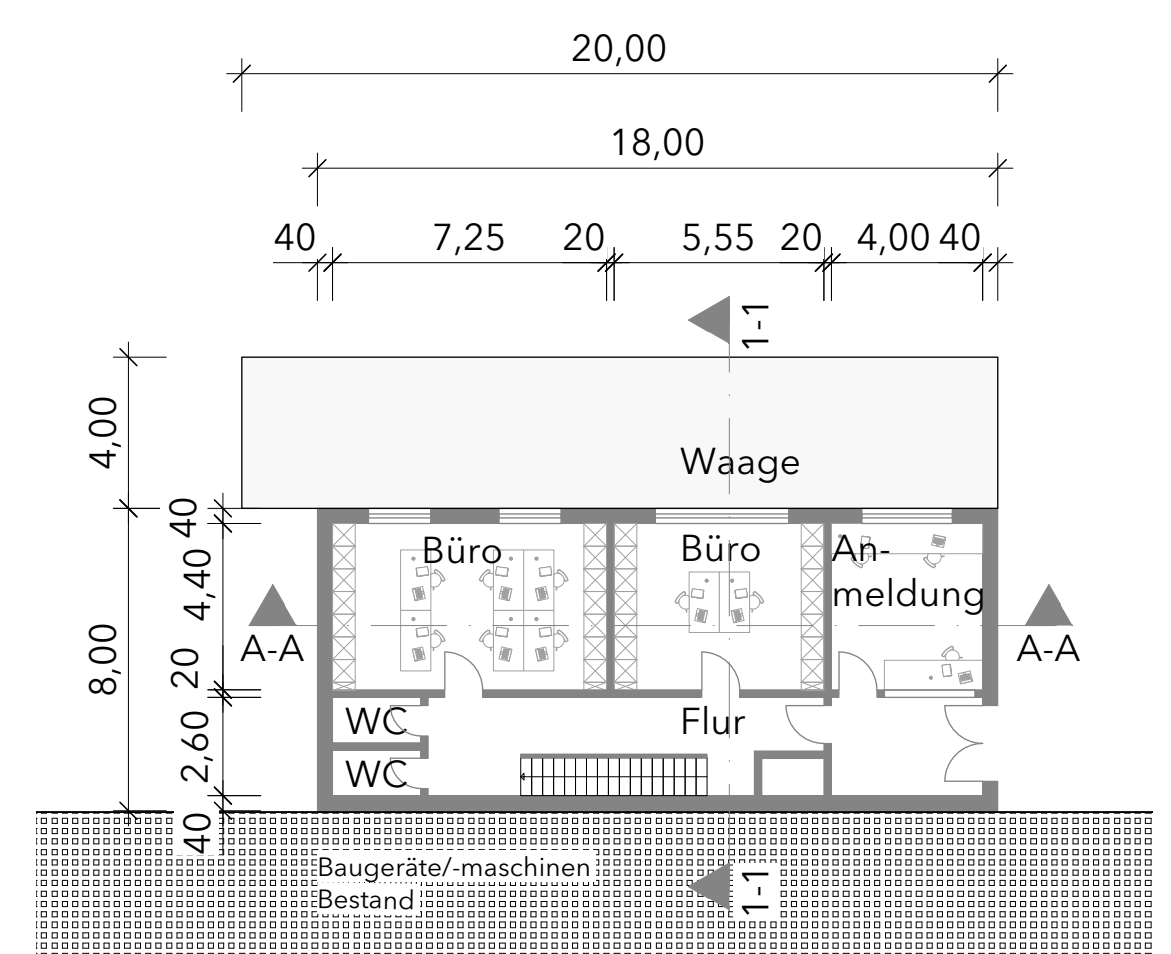 20,00
18,00
40 7,25 20 5,55 20 4,00 40
1-1
4,00
Waage
40
Büro
Büro
An-
meldung
4,40
8,00
A-A
A-A
20
WC
Flur
2,60
WC
40
Baugeräte/-maschinen
Bestand
1-1